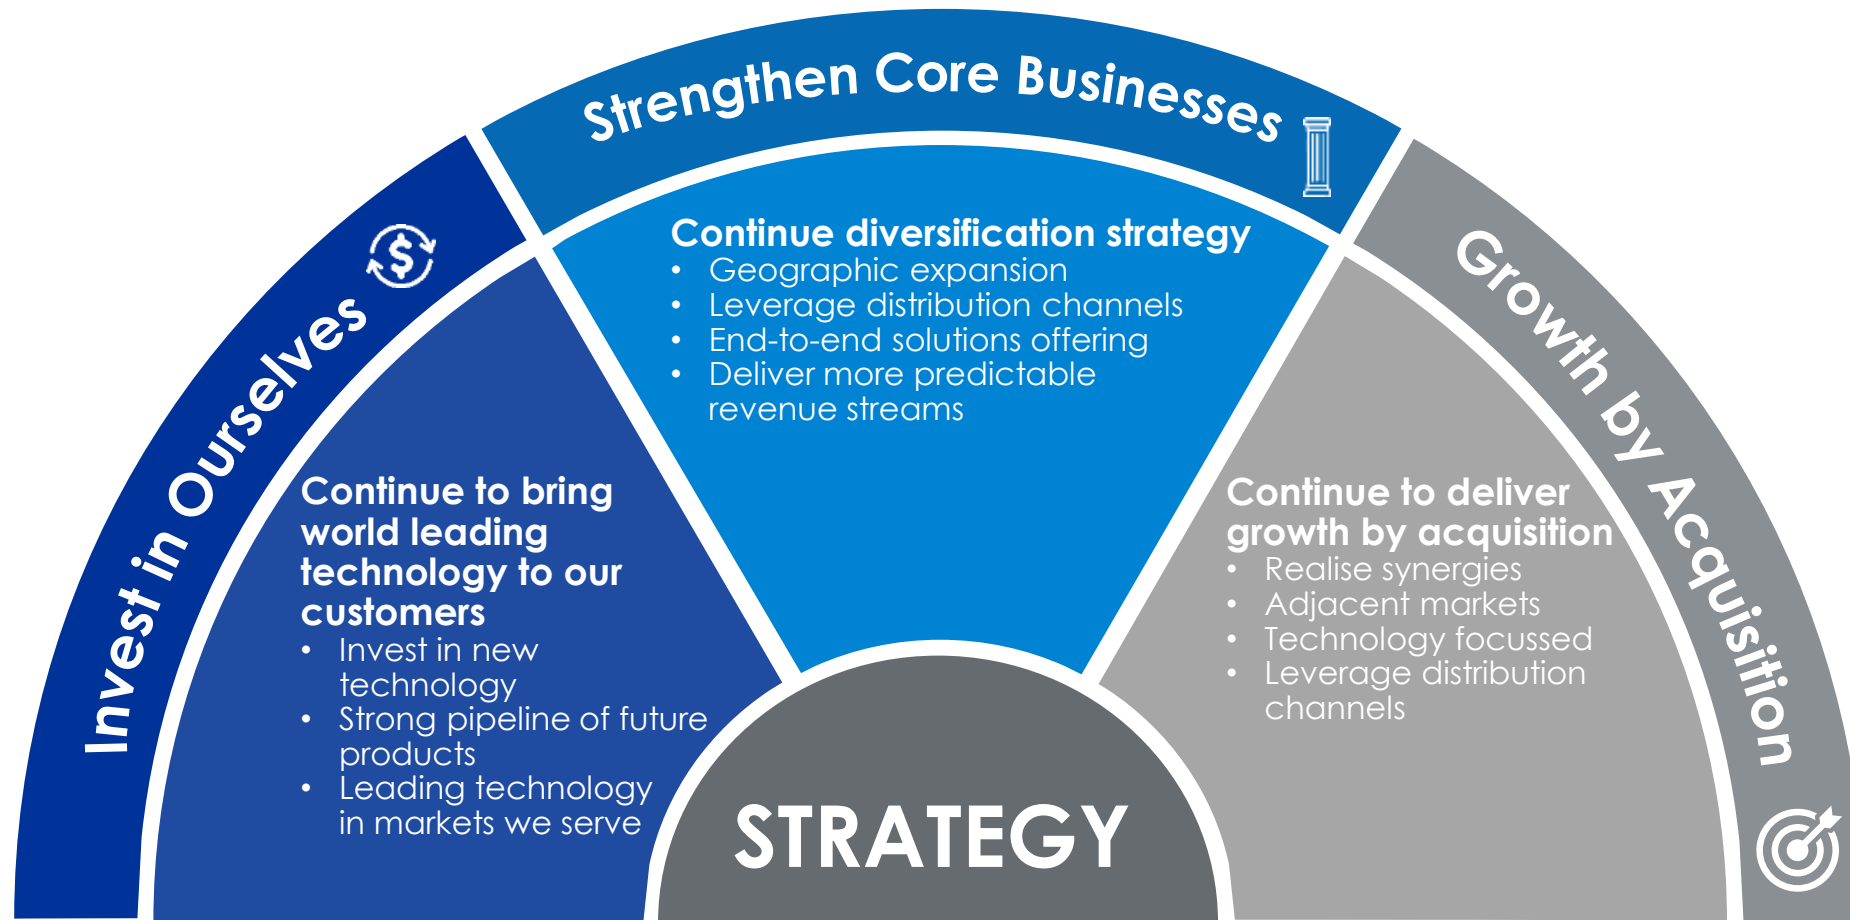 Strengthen Core Businesses
Continue diversification strategy
• Geographic expansion
• Leverage distribution channels
• End-to-end solutions offering
• Deliver more predictable
revenue streams
Invest in Ourselves
$
Continue to bring
world leading
technology to our
customers
• Invest in new
technology
• Strong pipeline of future
products
• Leading technology
in markets we serve
Growth by Acquisition
Continue to deliver
growth by acquisition
• Realise synergies
• Adjacent markets
• Technology focussed
• Leverage distribution
channels
STRATEGY